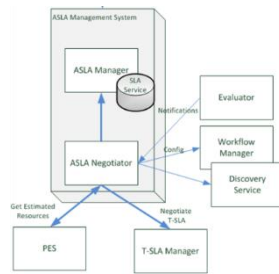 ASLA Management System
ASLA Manager
SLA
Service
Notifications
Evaluator
Config
Workflow
Manager
ASLA Negotiator
Discovery
Service
Get Estimated
Resources
Negotiate
T-SLA
PES
T-SLA Manager